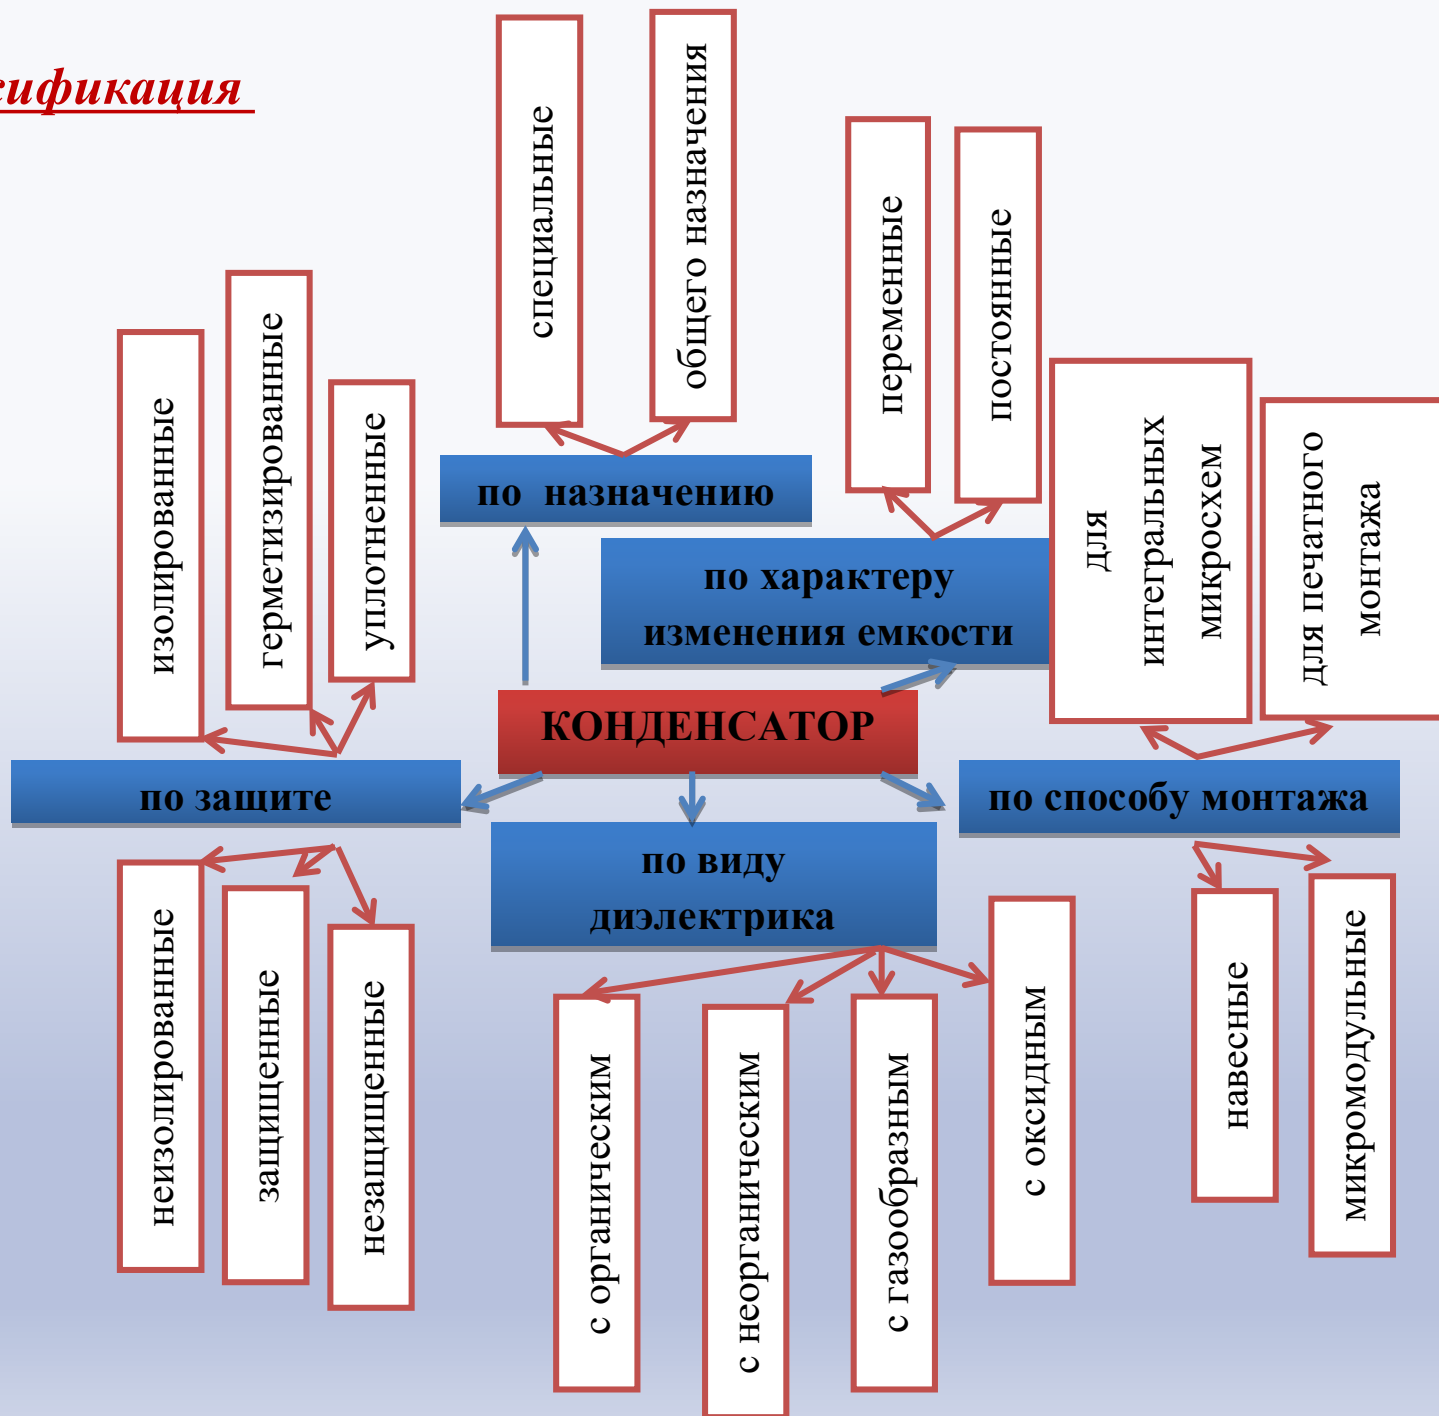 сификация
специальные
общего назначения
переменные
постоянные
изолированные
герметизированные
уплотненные
для
интегральных
микросхем
для печатного
монтажа
по назначению
по характеру
изменения емкости
КОНДЕНСАТОР
по защите
по способу монтажа
по виду
диэлектрика
неизолированные
защищенные
незащищенные
с органическим
с неорганическим
с газообразным
с оксидным
навесные
микромодульные